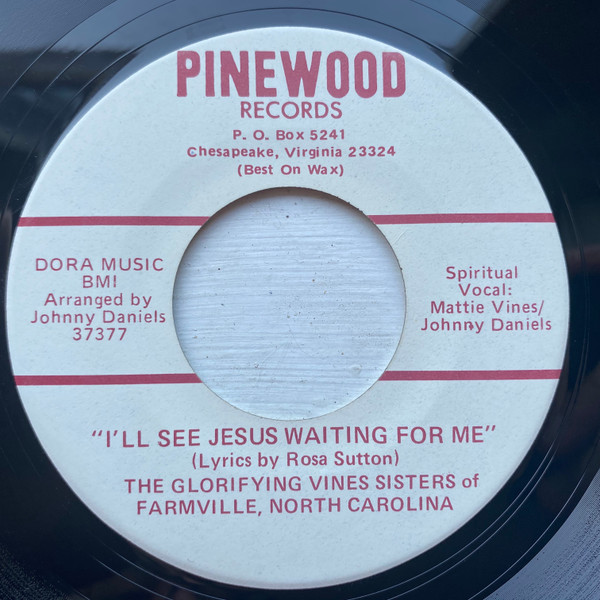 PINEWOOD
RECORDS
P. O. Box 5241
Chesapeake, Virginia 23324
(Best On Wax)
DORA MUSIC
BMI
Arranged by
Johnny Daniels
37377
Spiritual
Vocal:
Mattie Vines/
Johnny Daniels
"I'LL SEE JESUS WAITING FOR ME"
(Lyrics by Rosa Sutton)
THE GLORIFYING VINES SISTERS of
FARMVILLE, NORTH CAROLINA